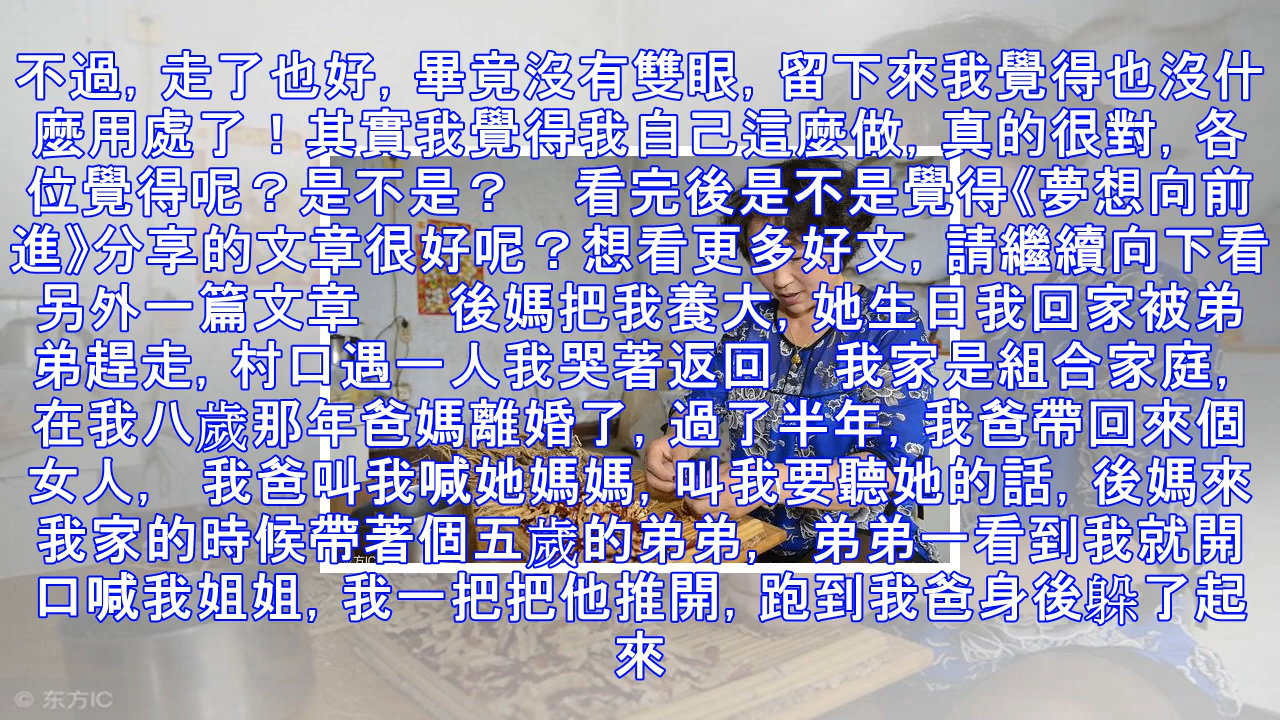 不過, 走了也好, 畢竟沒有雙眼, 留下來我覺得也沒什
麼用處了！其實我覺得我自己這麼做, 真的很對, 各
位覺得呢？是不是？ 看完後是不是覺得《夢想向前
進》分享的文章很好呢？想看更多好文, 請繼續向下看
另外一篇文章 後媽把我養大, 她生日我回家被弟
弟趕走, 村口遇一人我哭著返回 我家是組合家庭,
在我八歲那年爸媽離婚了, 過了半年, 我爸帶回來個
女人, 我爸叫我喊她媽媽, 叫我要聽她的話, 後媽來
我家的時候帶著個五歲的弟弟, 弟弟一看到我就開
口喊我姐姐, 我一把把他推開, 跑到我爸身後躲了起
來
© 东方IC